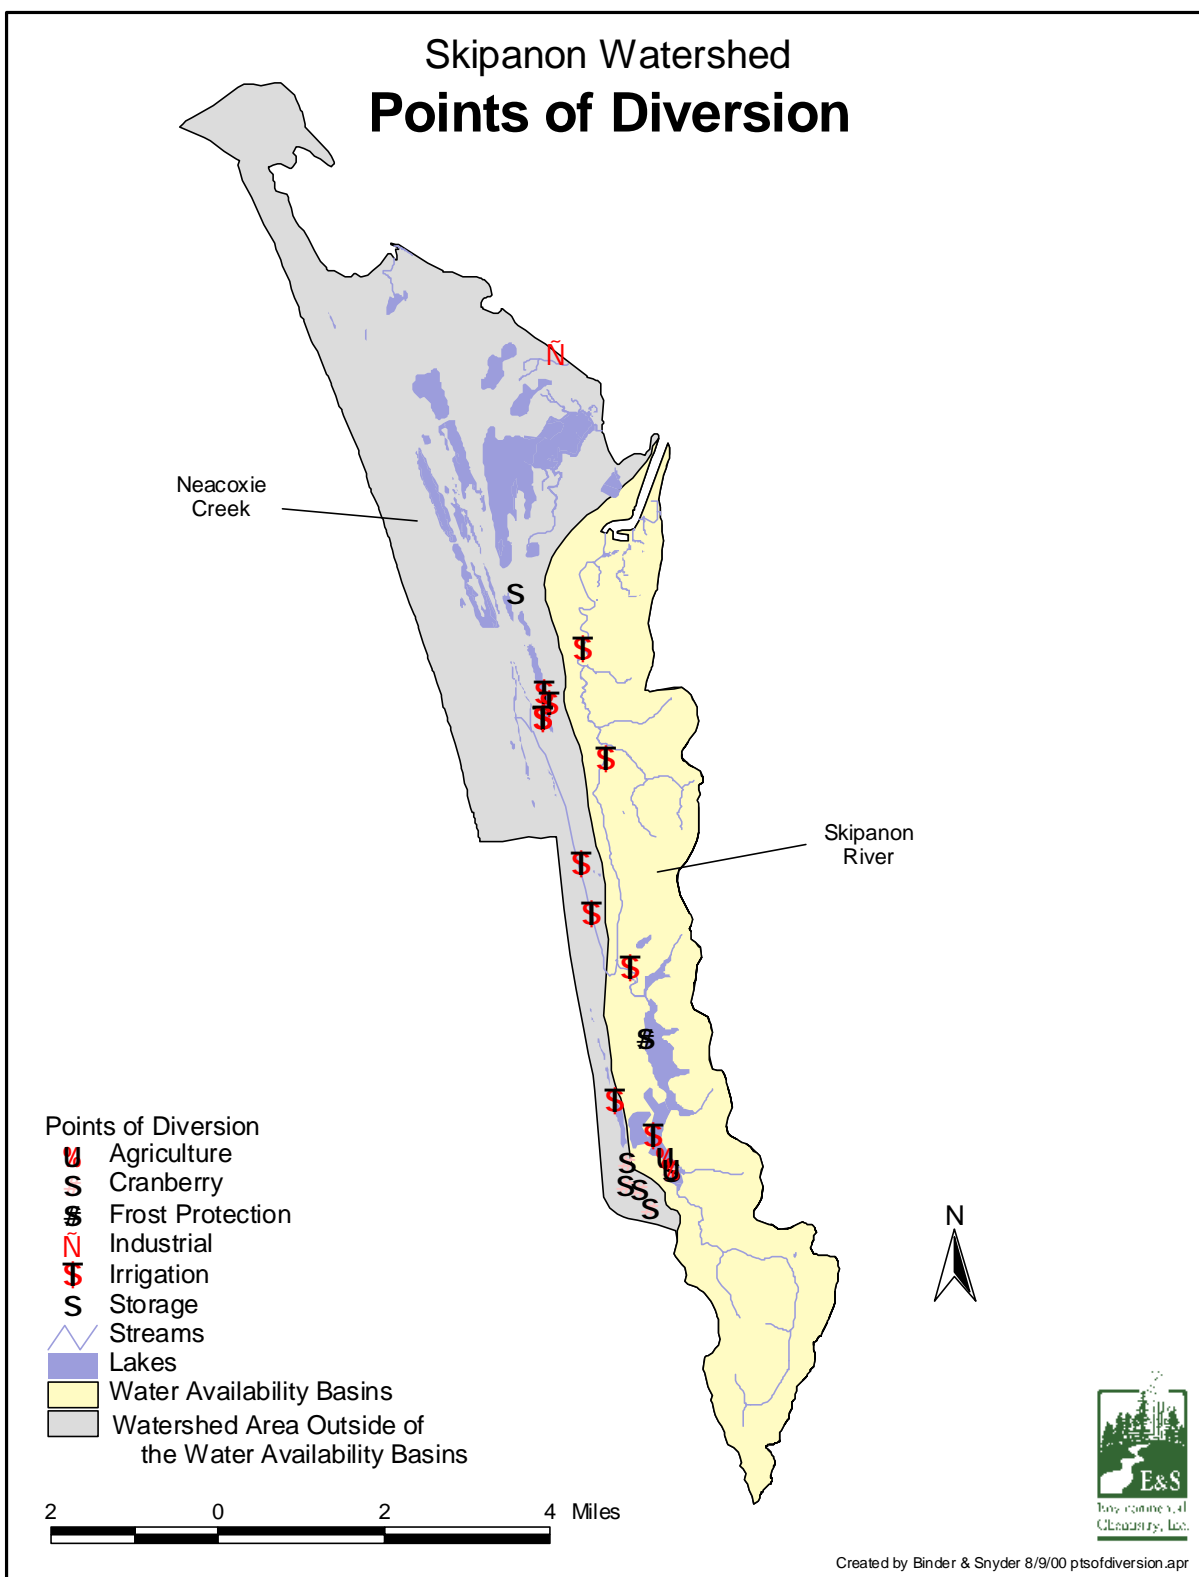 Skipanon Watershed
Points of Diversion
Ñ
Neacoxie
Creek
S
Skipanon
River
Points of Diversion
Agriculture
S Cranberry
Frost Protection
Ñ Industrial
Irrigation
S Storage
Streams
Lakes
Water Availability Basins
Watershed Area Outside of
the Water Availability Basins
N
2 0 2 4 Miles
E&S
Chemistry, Inc.
Created by Binder & Snyder 8/9/00 ptsofdiversion.apr